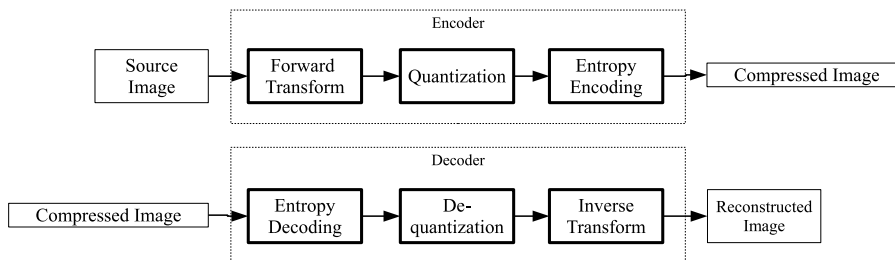 Encoder
Source
Image
Forward
Transform
Quantization
Entropy
Encoding
Compressed Image
Decoder
Compressed Image
Entropy
Decoding
De-
quantization
Inverse
Transform
Reconstructed
Image